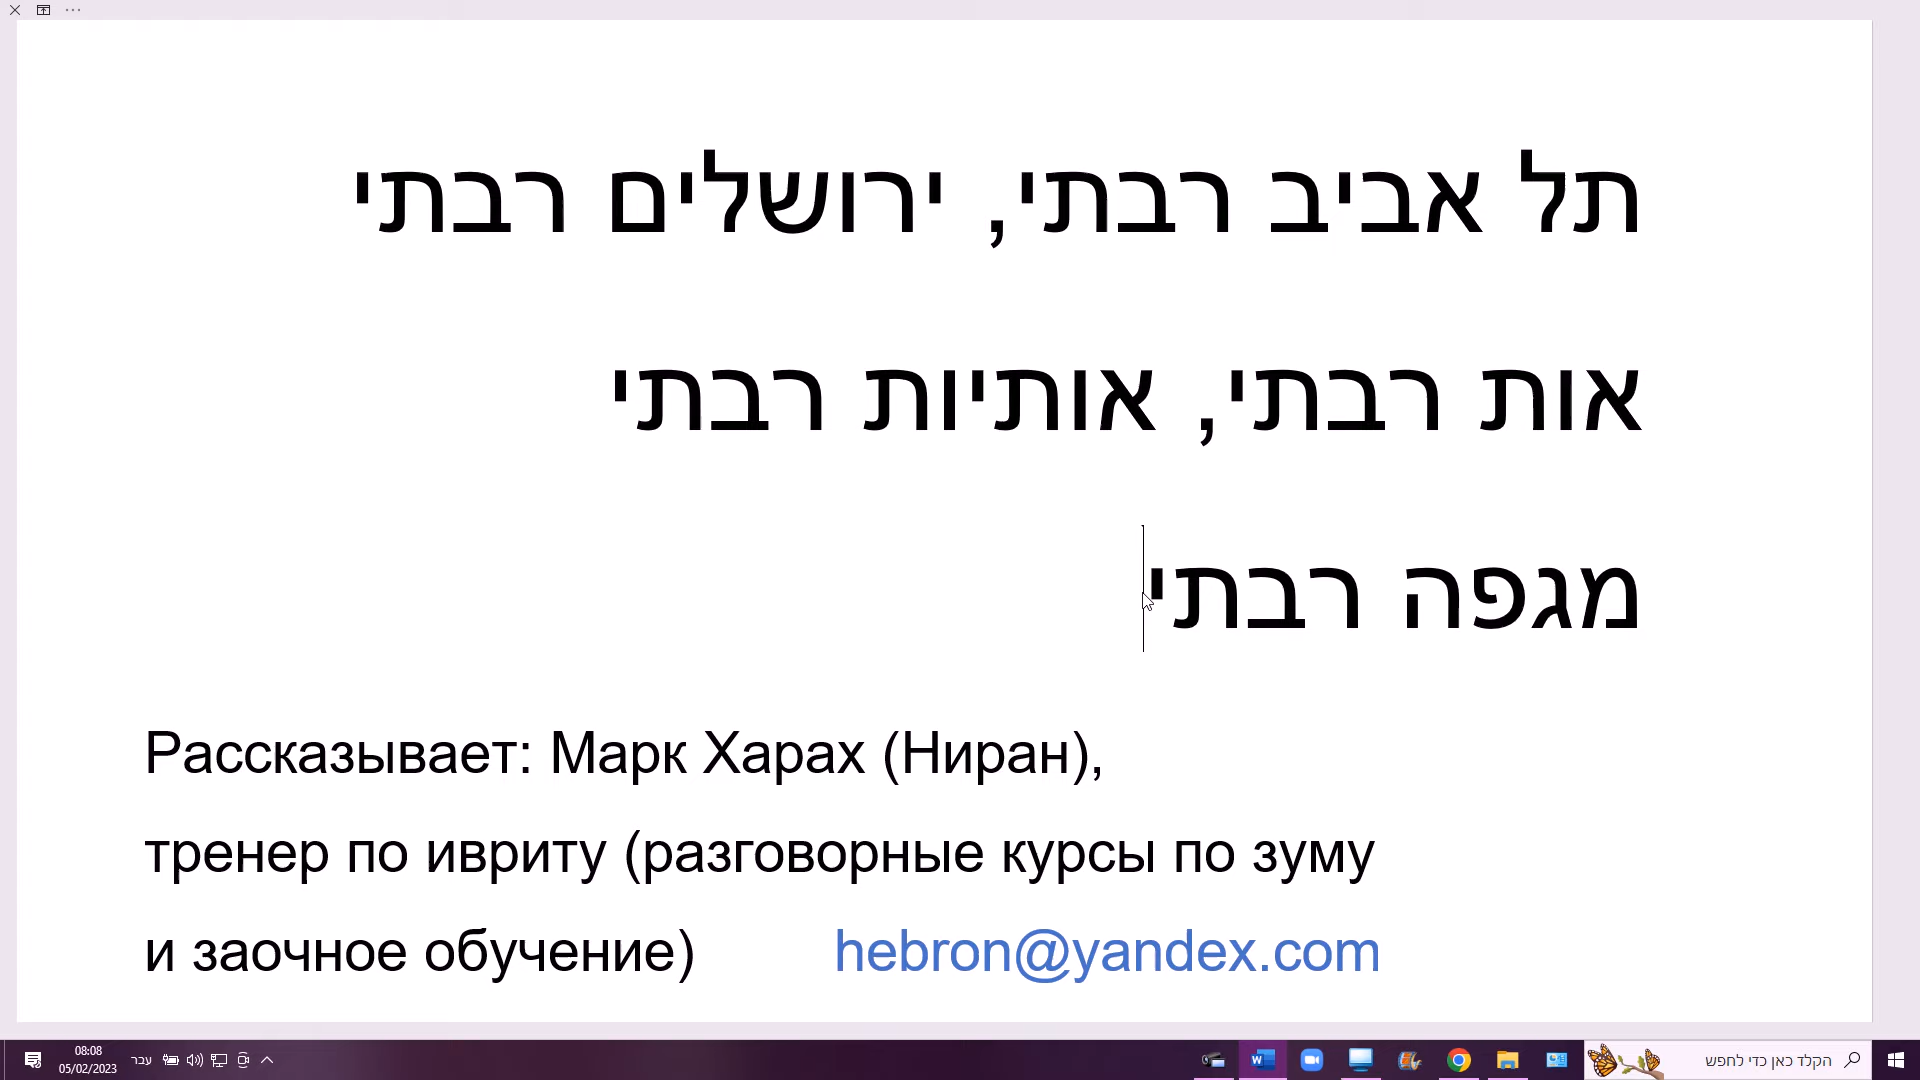 תל אביב רבתי, ירושלים רבתי
אות רבתי, אותיות רבתי
מגפה רבתי
Рассказывает: Марк Харах (Ниран),
тренер по ивриту (разговорные курсы по зуму
и заочное обучение) hebron@yandex.com
08:08
05/02/2023
עבר
הקלד כאן כדי לחפש